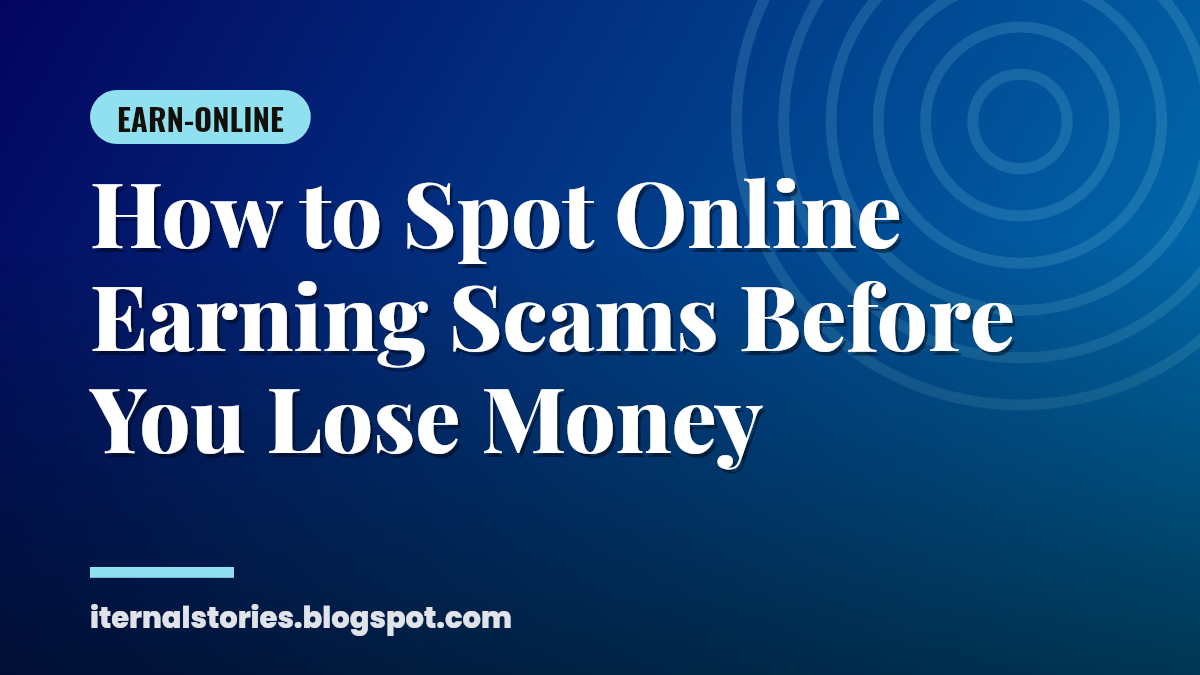 EARN-ONLINE
How to Spot Online
Earning Scams Before
You Lose Money
iternalstories.blogspot.com